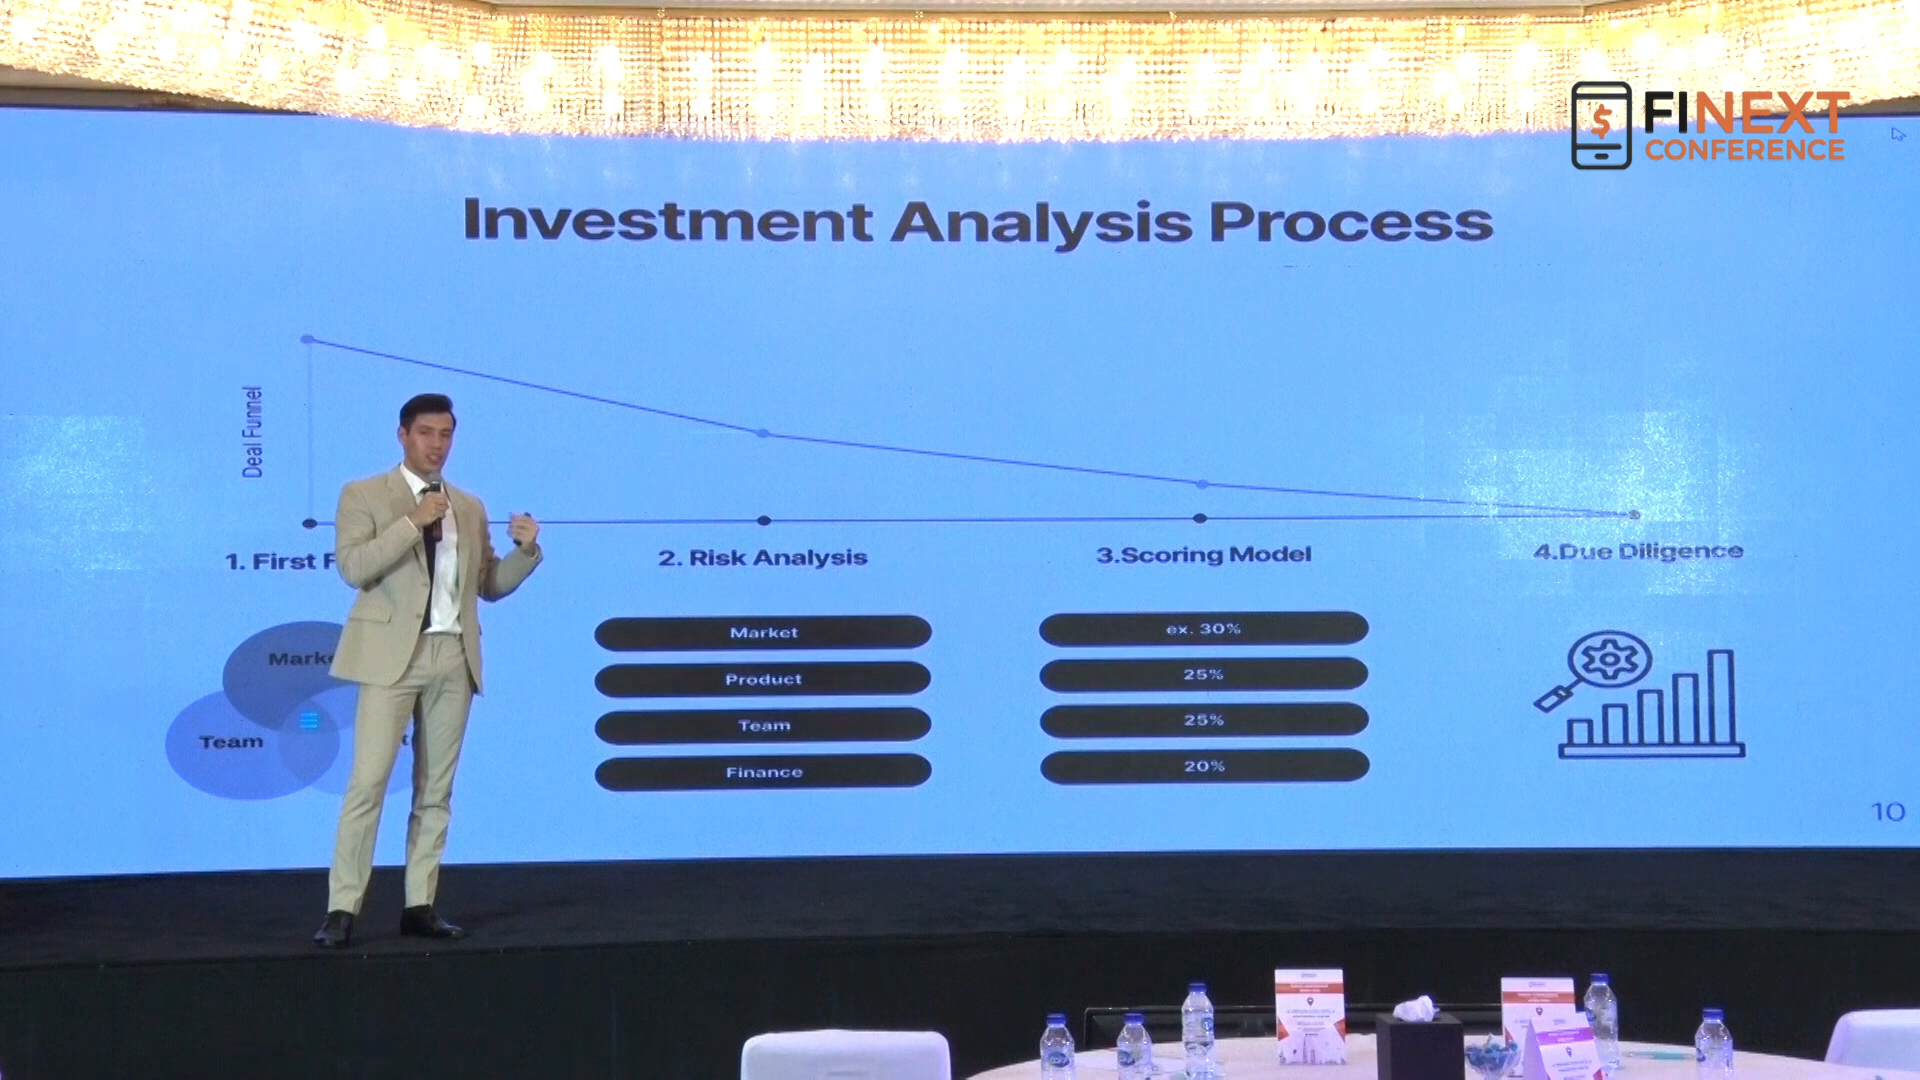 FINEXT
CONFERENCE
Investment Analysis Process
Deal Funnel
1. First
2. Risk Analysis
3.Scoring Model
4.Due Diligence
Team
Market
Product
Team
Finance
ex. 30%
25%
25%
20%
10